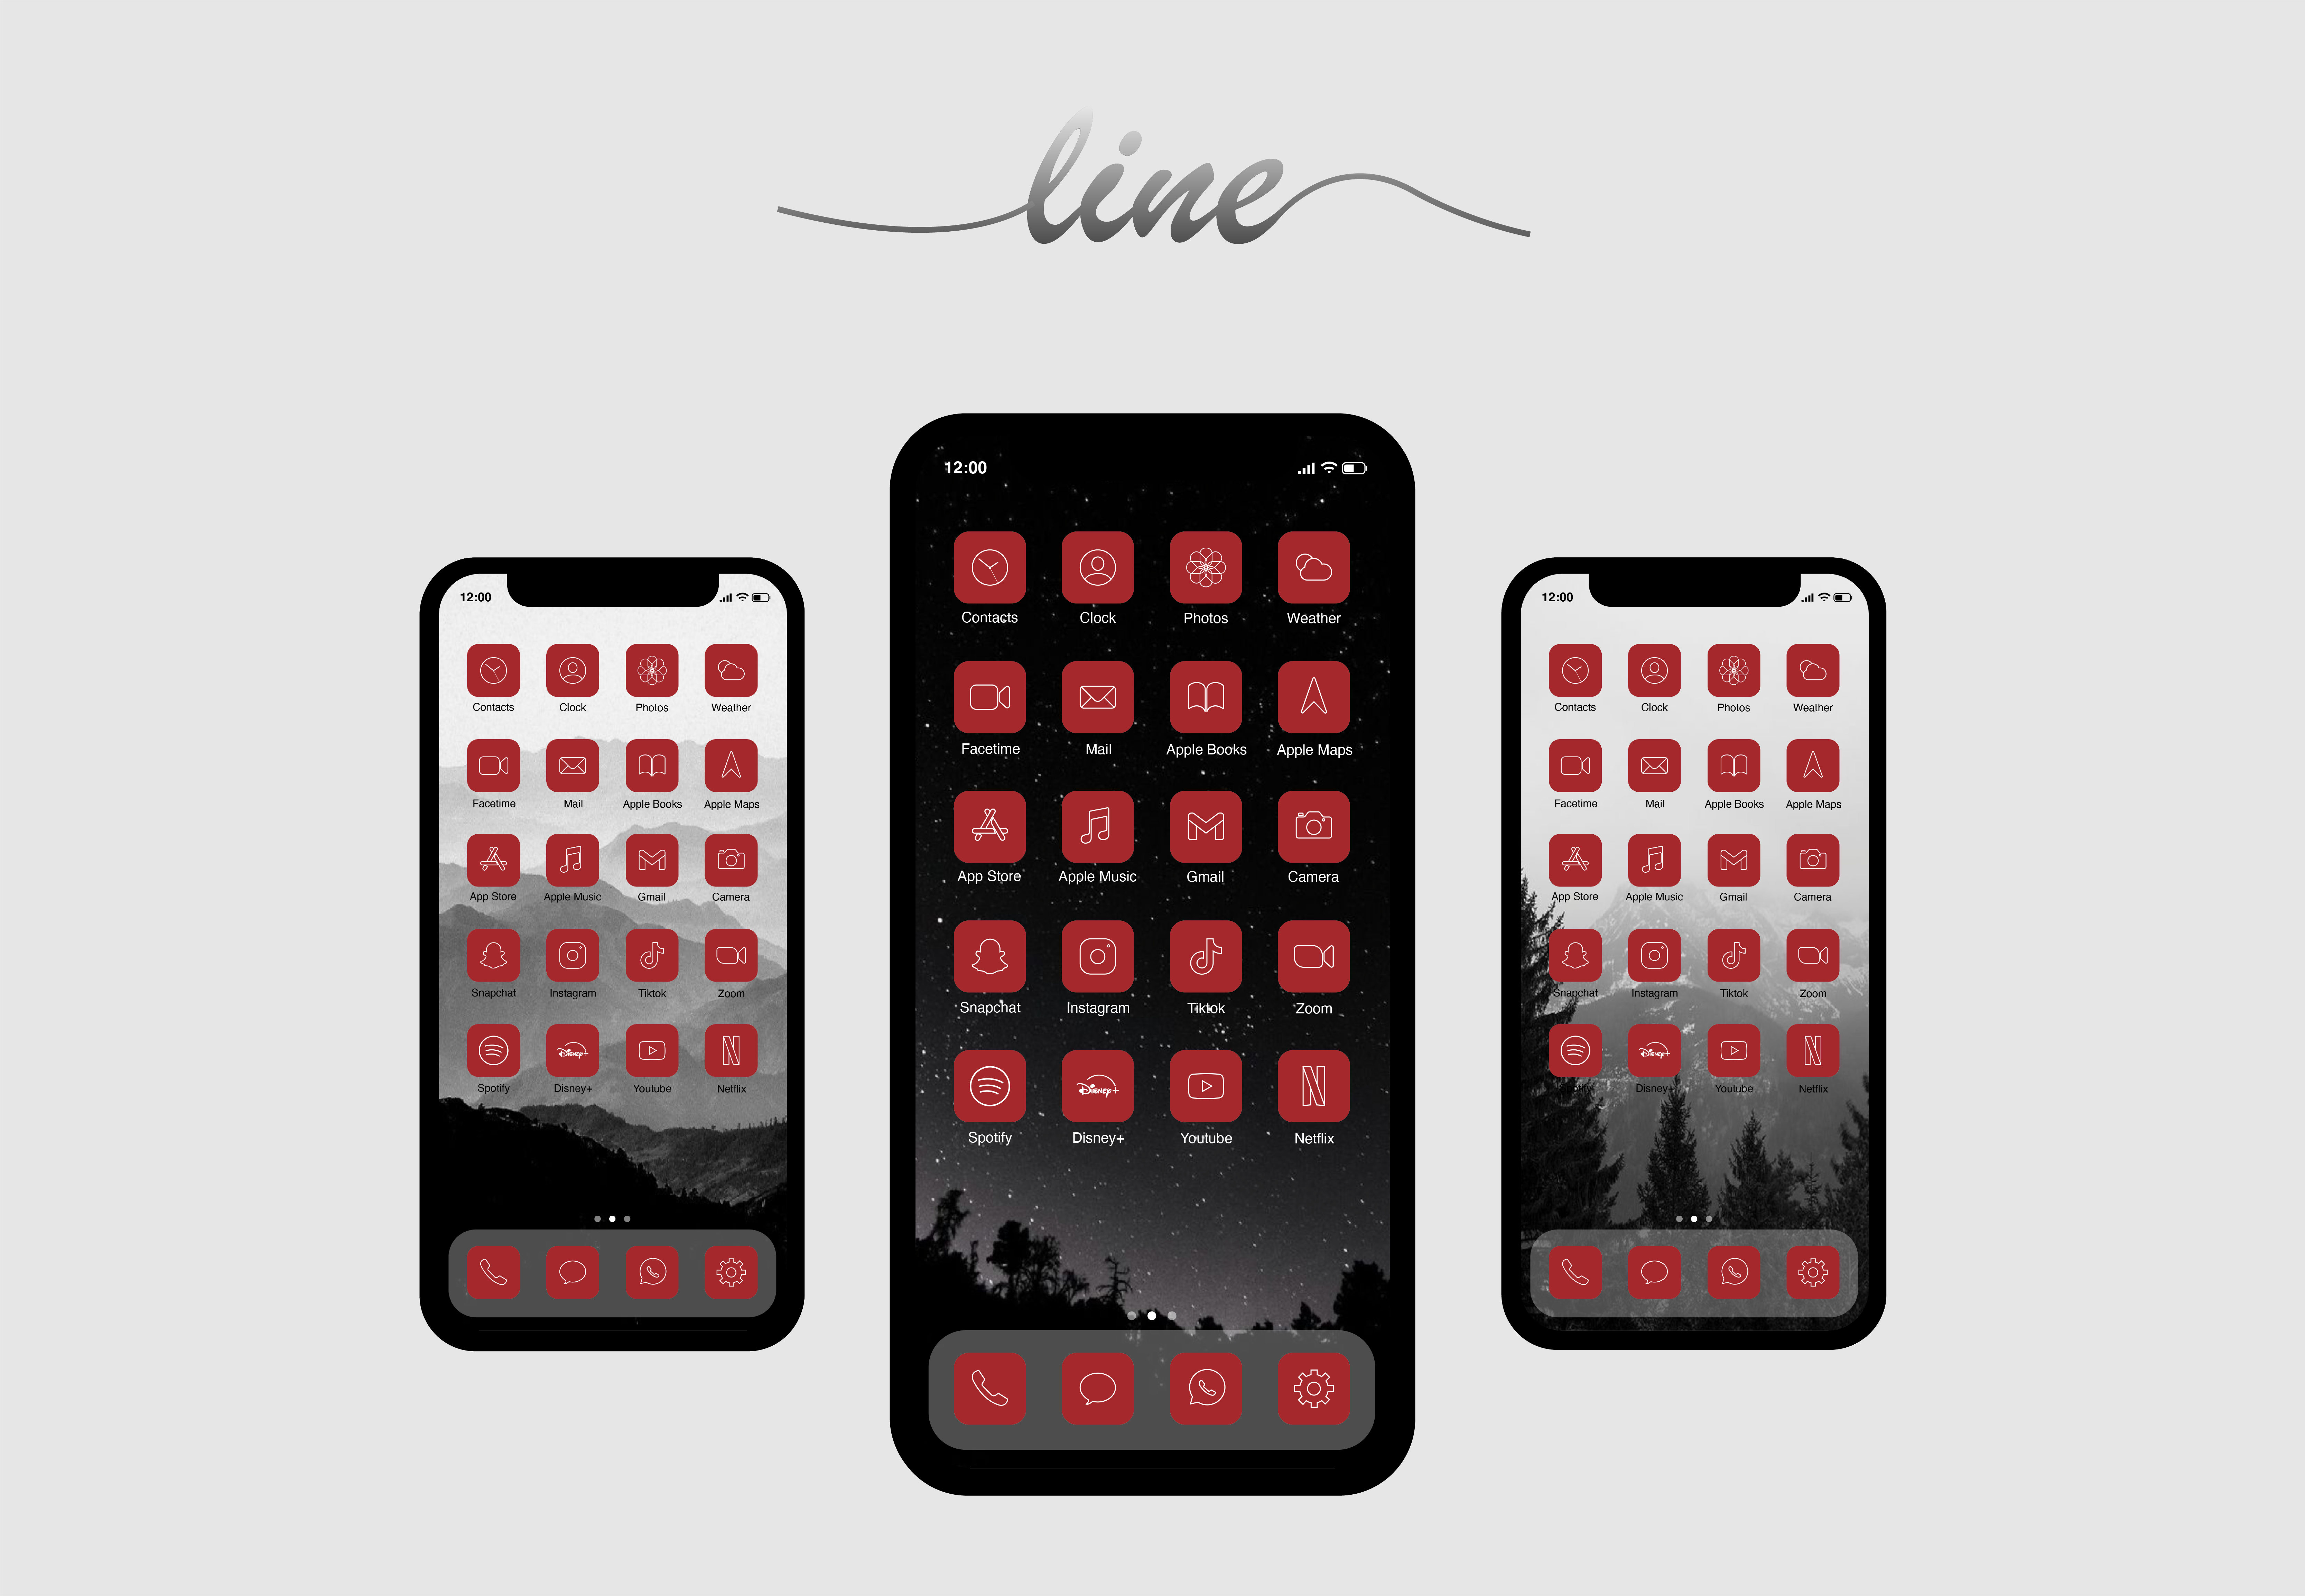 line
12:00
Contacts Clock Photos Weather
Facetime Mail Apple Books Apple Maps
App Store Apple Music Gmail Camera
Snapchat Instagram Tiktok Zoom
Disney+
Spotify Disney+ Youtube Netflix
12:00
Contacts Clock Photos Weather
Facetime Mail Apple Books Apple Maps
App Store Apple Music Gmail Camera
Snapchat Instagram Tiktok Zoom
Disney+
Spotify Disney+ Youtube Netflix
12:00
Contacts Clock Photos Weather
Facetime Mail Apple Books Apple Maps
App Store Apple Music Gmail Camera
Snapchat Instagram Tiktok Zoom
Disney+
Spotify Disney+ Youtube Netflix